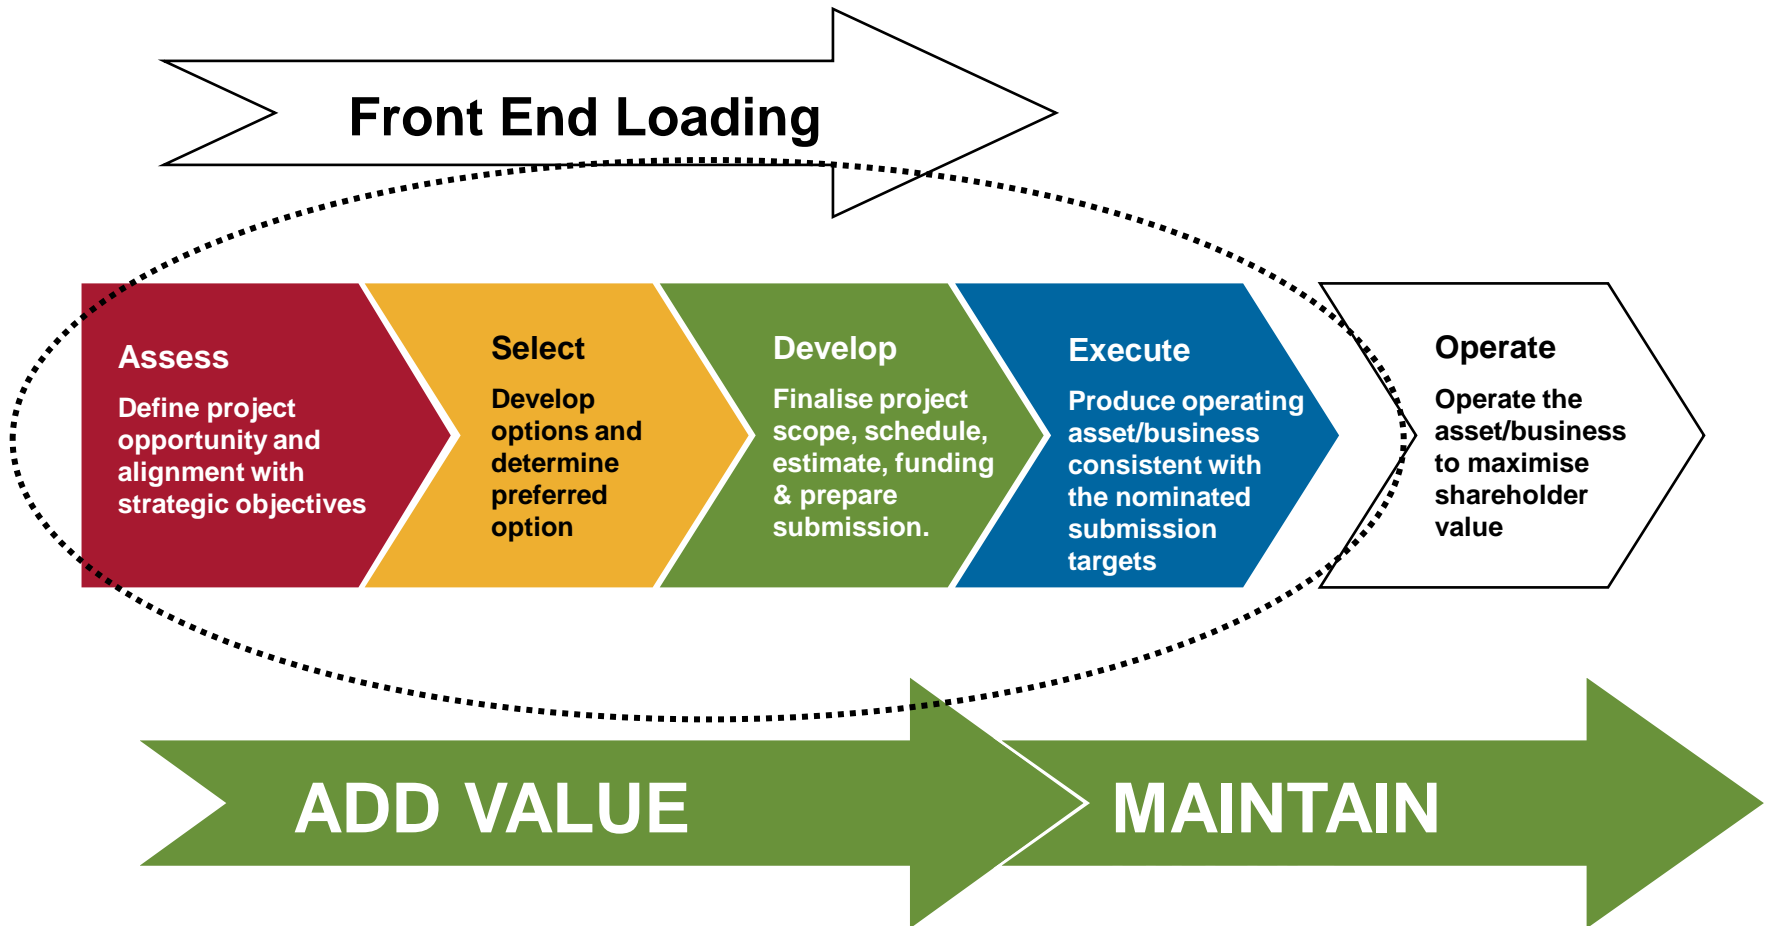 Front End Loading
Assess
Define project
opportunity and
alignment with
strategic objectives
Select
Develop
options and
determine
preferred
option
Develop
Finalise project
scope, schedule,
estimate, funding
& prepare
submission.
Execute
Produce operating
asset/business
consistent with
the nominated
submission
targets
Operate
Operate the
asset/business
to maximise
shareholder
value
ADD VALUE
MAINTAIN